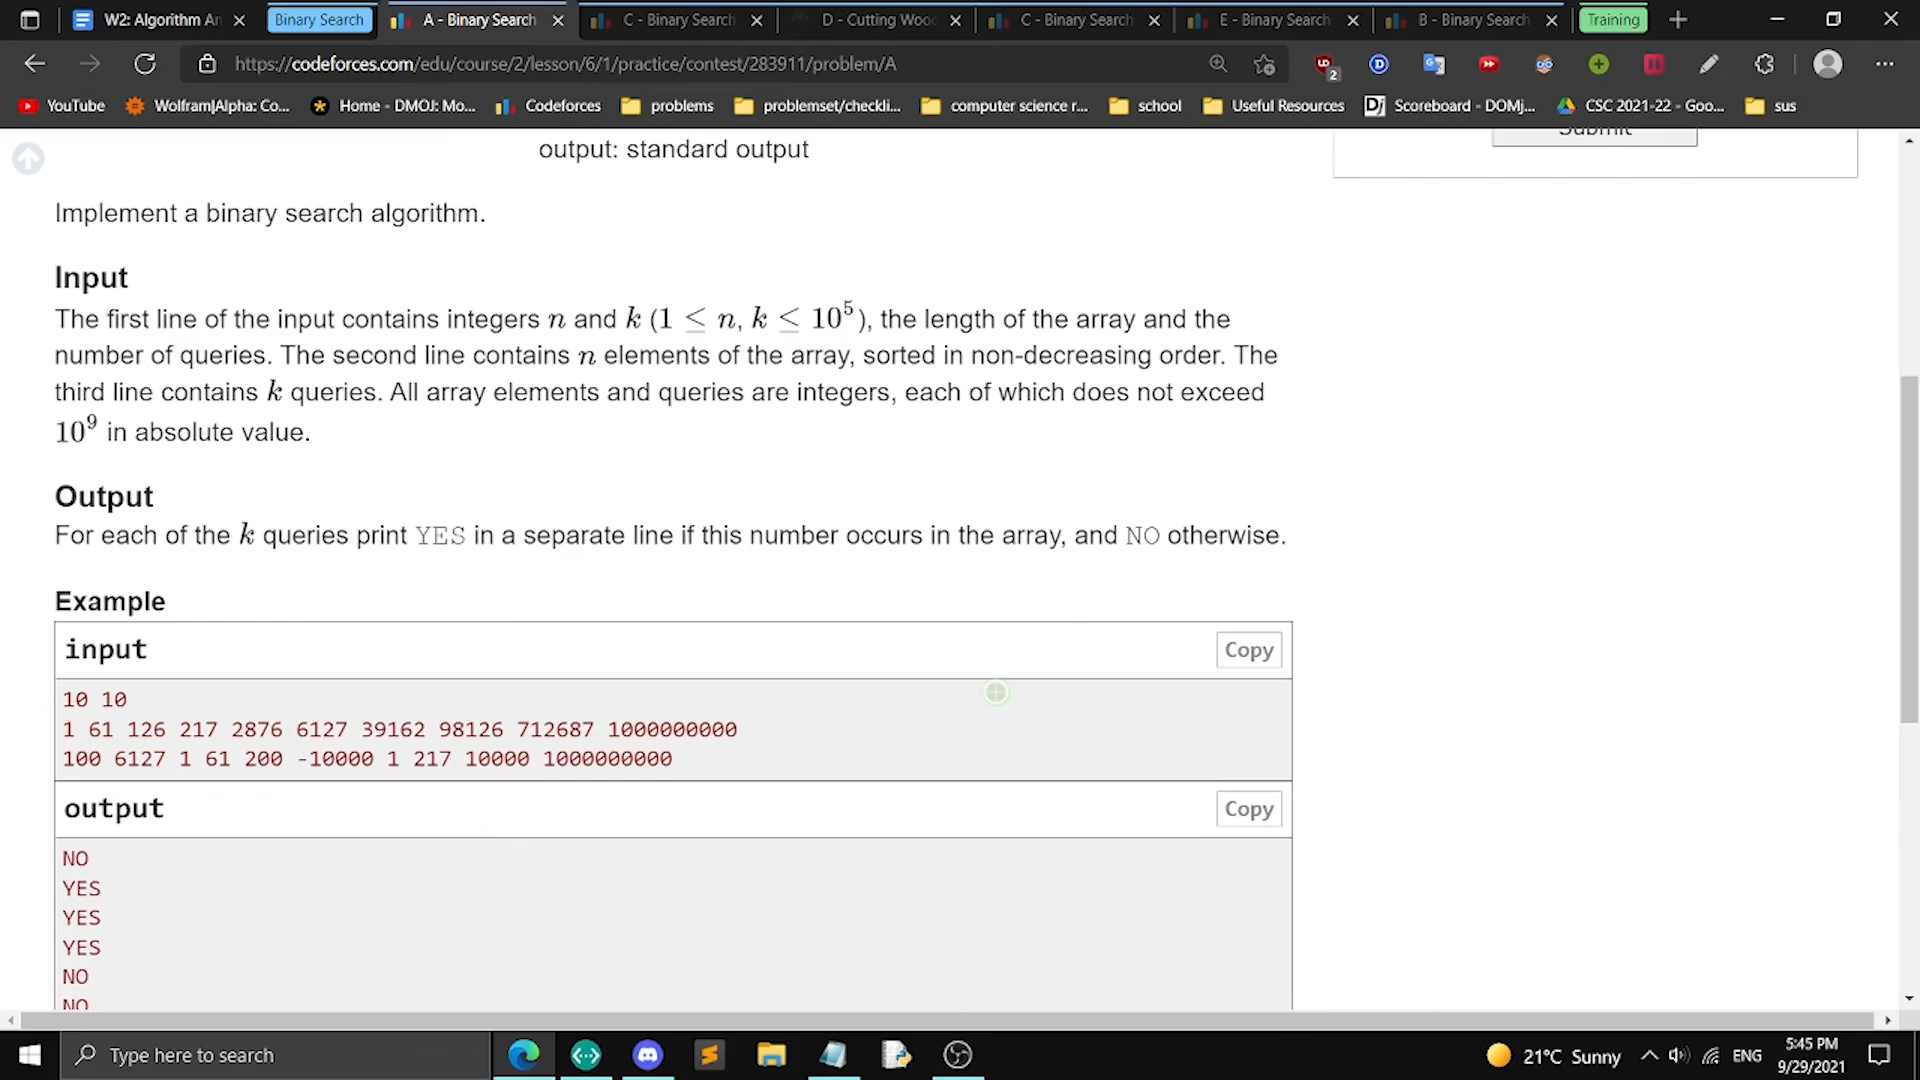 W2: Algorithm An
Binary Search
A - Binary Search
C - Binary Search
D - Cutting Wood
C - Binary Search
E - Binary Search
B - Binary Search
Training
https://codeforces.com/edu/course/2/lesson/6/1/practice/contest/283911/problem/A
2
YouTube
Wolfram|Alpha: Co...
Home - DMOJ: Mo...
Codeforces
problems
problemset/checkli...
computer science r...
school
Useful Resources
Scoreboard - DOMj...
CSC 2021-22 - Goo...
sus
Submit
output: standard output
Implement a binary search algorithm.
Input
The first line of the input contains integers n and k (1 ≤ n, k ≤ 10^5), the length of the array and the
number of queries. The second line contains n elements of the array, sorted in non-decreasing order. The
third line contains k queries. All array elements and queries are integers, each of which does not exceed
10^9 in absolute value.
Output
For each of the k queries print YES in a separate line if this number occurs in the array, and NO otherwise.
Example
input
Copy
10 10
1 61 126 217 2876 6127 39162 98126 712687 1000000000
100 6127 1 61 200 -10000 1 217 10000 1000000000
output
Copy
NO
YES
YES
YES
NO
NO
Type here to search
21°C Sunny
ENG
5:45 PM
9/29/2021